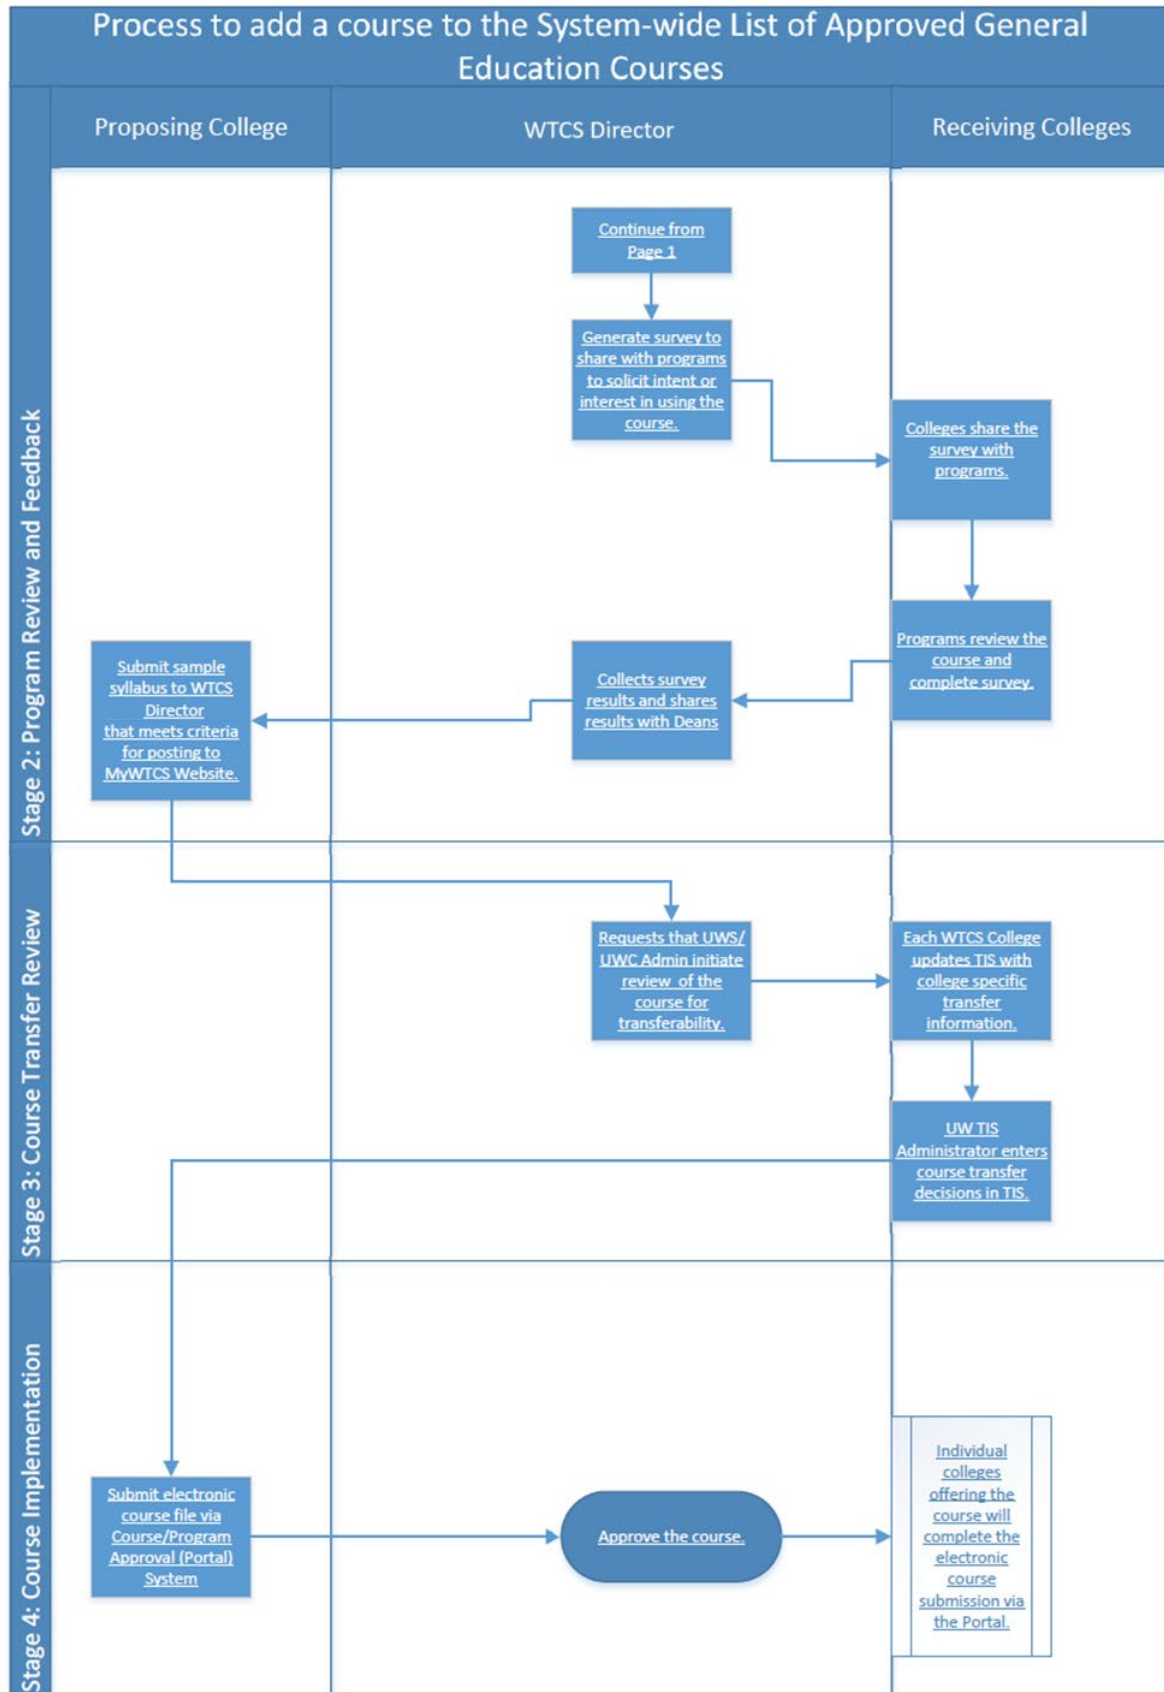 Process to add a course to the System-wide List of Approved General
Education Courses
Proposing College
WTCS Director
Receiving Colleges
Stage 2: Program Review and Feedback
Continue from
Page 1
Generate survey to
share with programs
to solicit intent or
interest in using the
course.
Colleges share the
survey with
programs.
Programs review the
course and
complete survey.
Collects survey
results and shares
results with Deans
Submit sample
syllabus to WTCS
Director
that meets criteria
for posting to
MyWTCS Website.
Stage 3: Course Transfer Review
Requests that UWS/
UWC Admin initiate
review of the
course for
transferability.
Each WTCS College
updates TIS with
college specific
transfer
information.
UW TIS
Administrator enters
course transfer
decisions in TIS.
Stage 4: Course Implementation
Submit electronic
course file via
Course/Program
Approval (Portal)
System
Approve the course.
Individual
colleges
offering the
course will
complete the
electronic
course
submission via
the Portal.